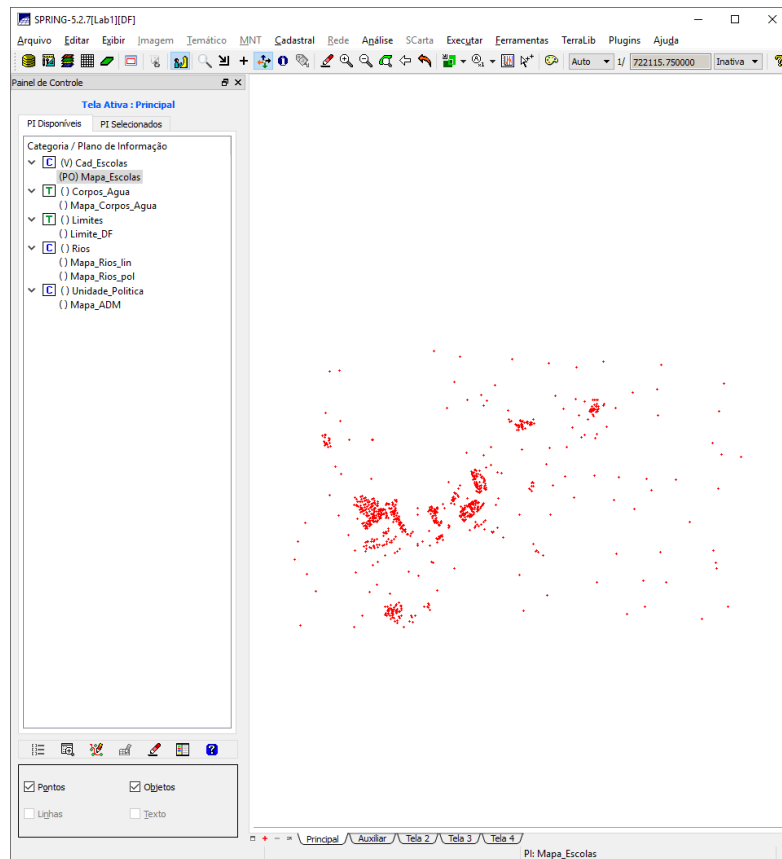 SPRING-5.2.7[Lab1][DF]
Arquivo Editar Exibir Imagem Temático MNT Cadastral Rede Análise SCarta Executar Ferramentas TerraLib Plugins Ajuda
Auto 1/ 722115.750000 Inativa
Painel de Controle
Tela Ativa : Principal
PI Disponíveis PI Selecionados
Categoria / Plano de Informação
C (V) Cad_Escolas
(PO) Mapa_Escolas
T () Corpos_Agua
() Mapa_Corpos_Agua
T () Limites
() Limite_DF
C () Rios
() Mapa_Rios_lin
() Mapa_Rios_pol
C () Unidade_Politica
() Mapa_ADM
Pontos Objetos
Linhas Texto
Principal Auxiliar Tela 2 Tela 3 Tela 4
PI: Mapa_Escolas